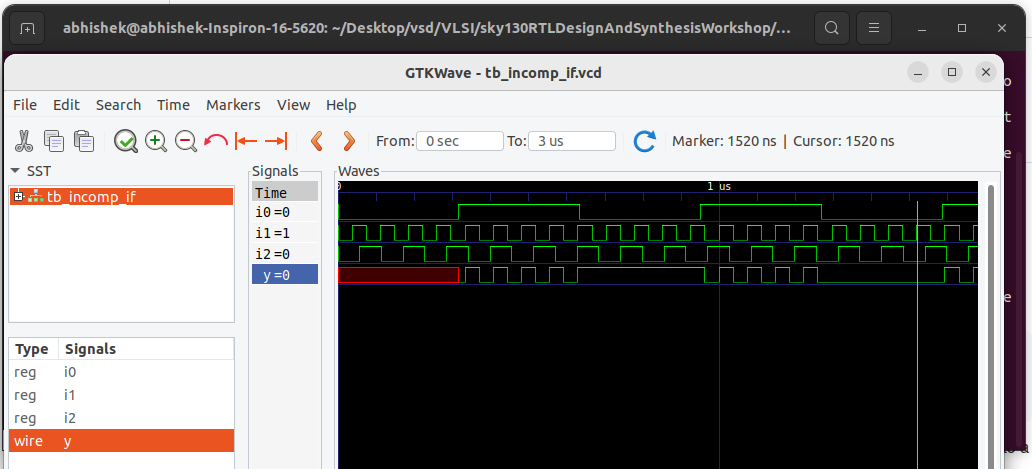 abhishek@abhishek-Inspiron-16-5620: ~/Desktop/vsd/VLSI/sky130RTLDesignAndSynthesisWorkshop/...
GTKWave - tb_incomp_if.vcd
File Edit Search Time Markers View Help
From: 0 sec To: 3 us Marker: 1520 ns | Cursor: 1520 ns
SST
tb_incomp_if
Type Signals
reg i0
reg i1
reg i2
wire y
Signals
Time
i0=0
i1=1
i2=0
y=0
Waves
0 1 us
o
t
e
e